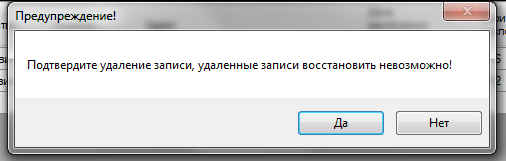 Предупреждение!
Подтвердите удаление записи, удаленные записи восстановить невозможно!
Да
Нет